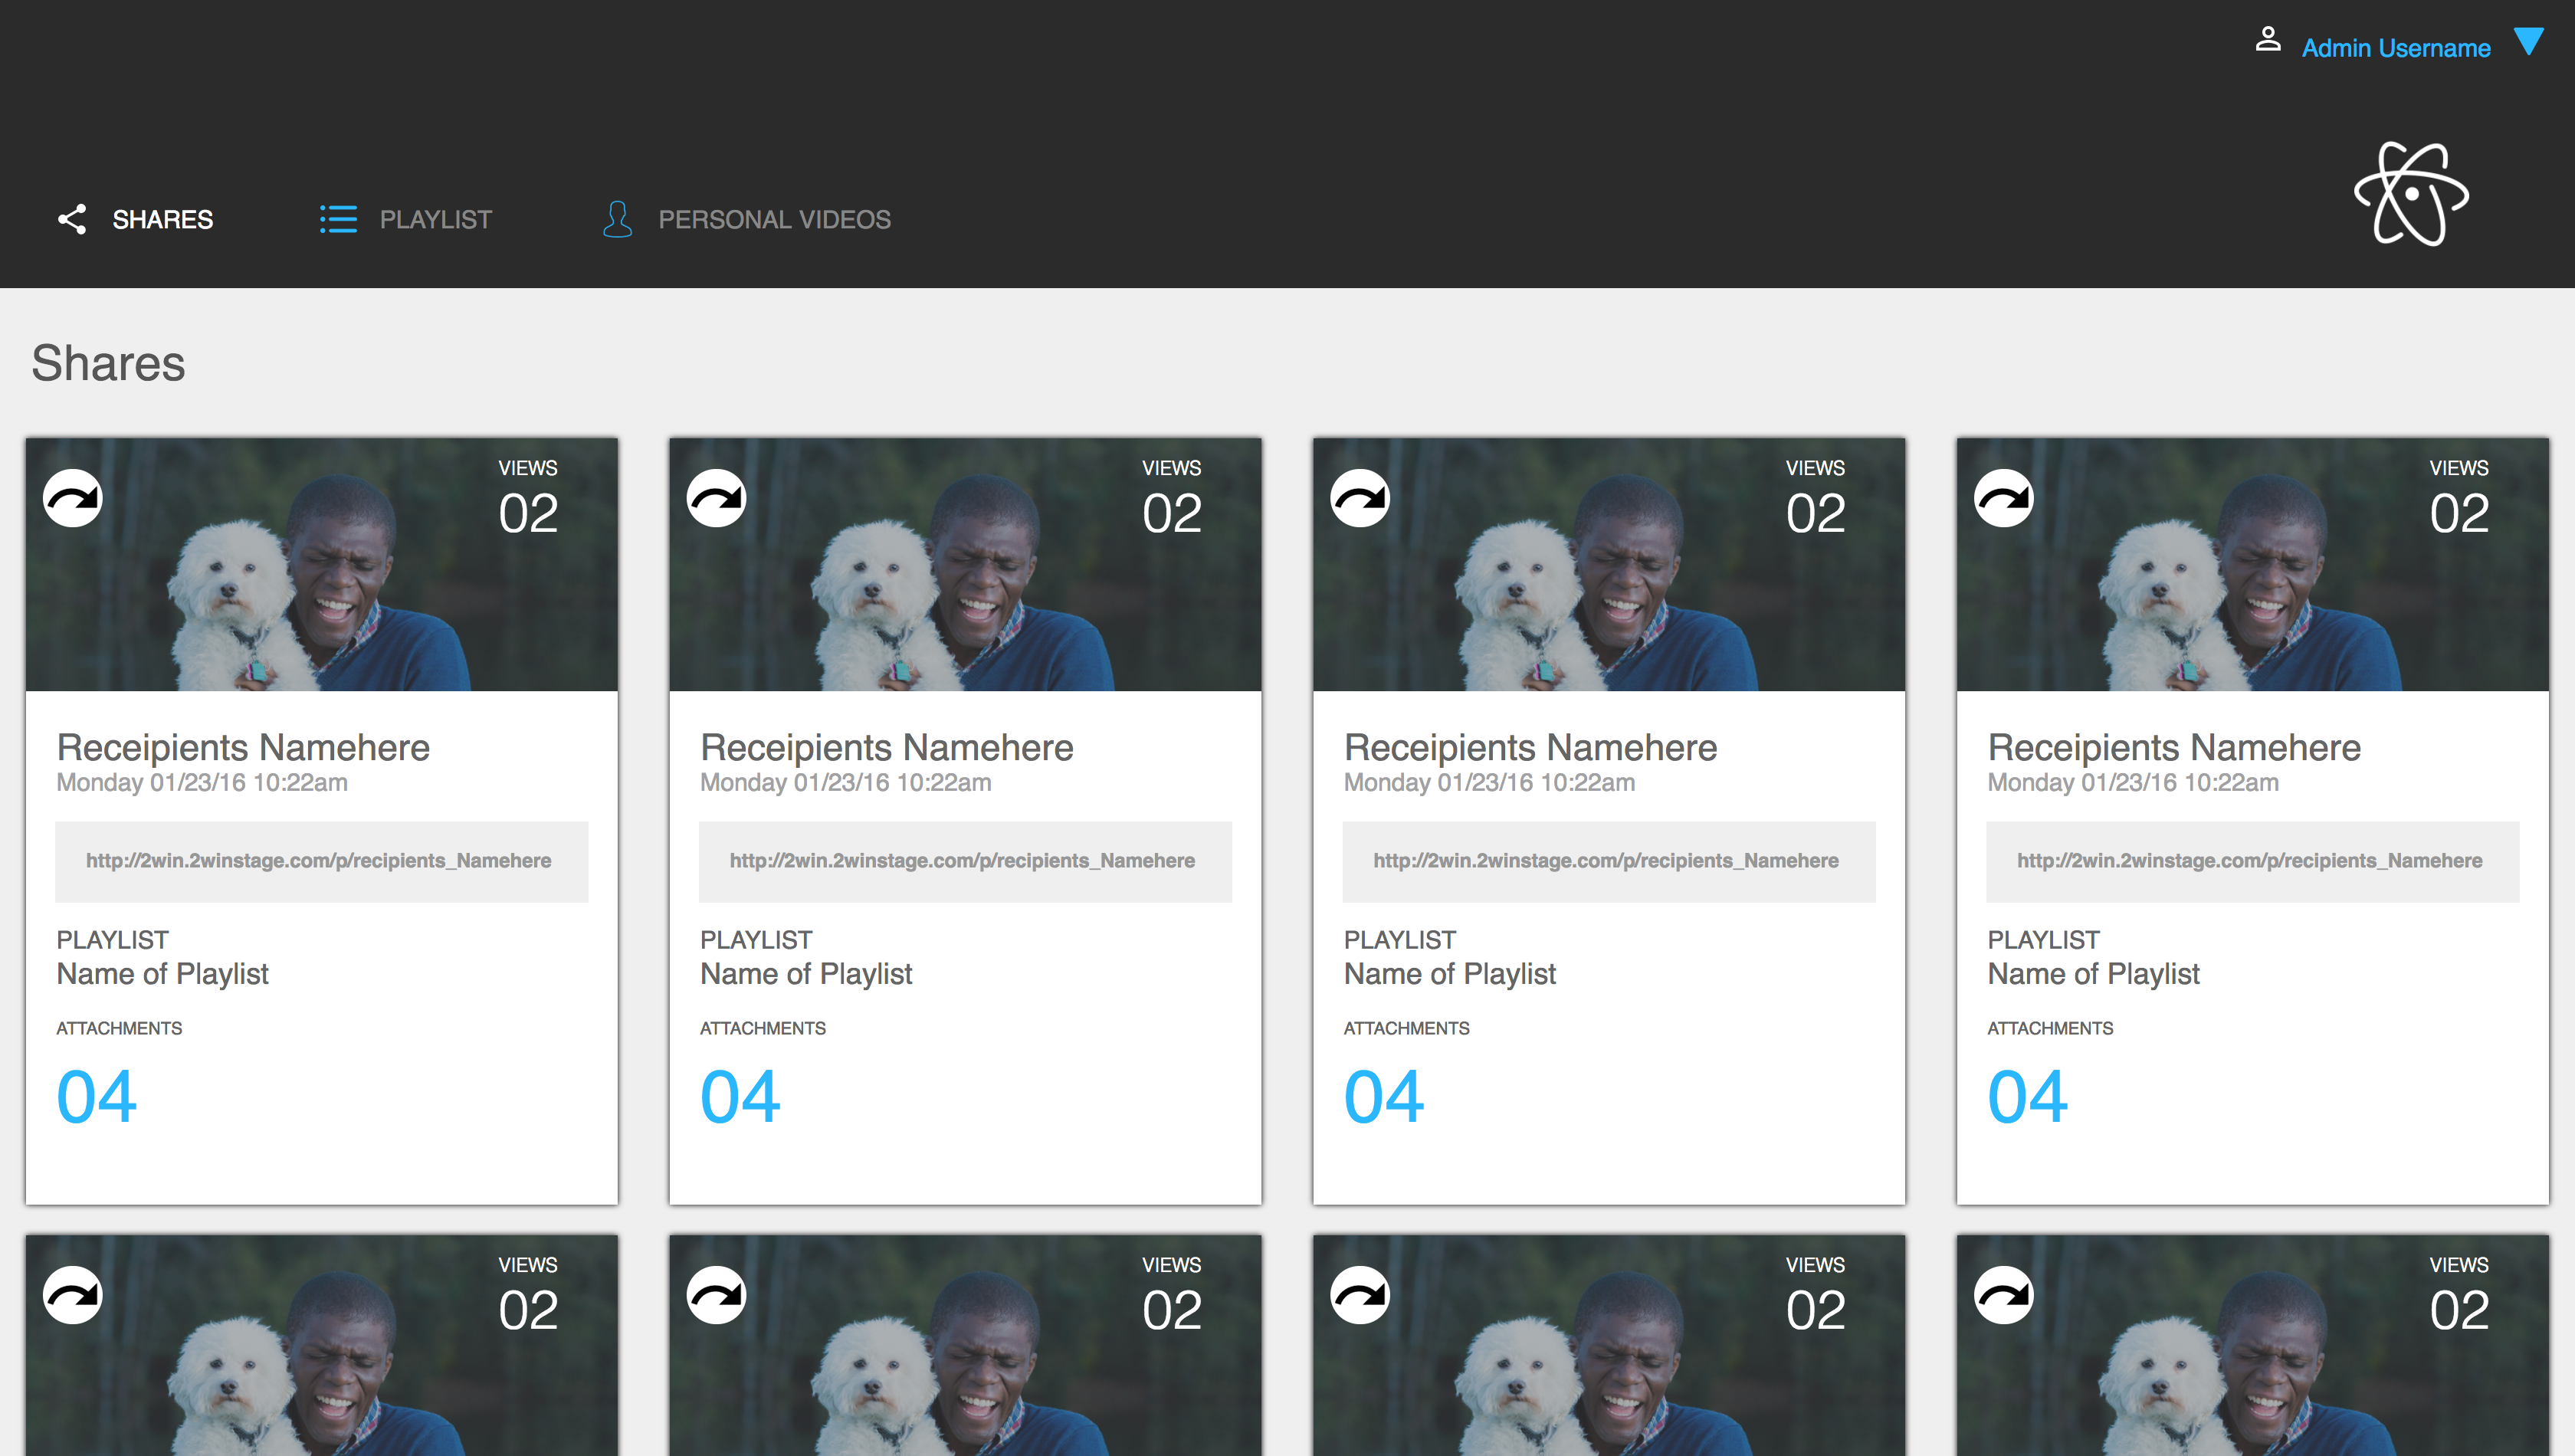 Admin Username
SHARES PLAYLIST PERSONAL VIDEOS
Shares
VIEWS VIEWS VIEWS VIEWS
02 02 02 02
Receipients Namehere Receipients Namehere Receipients Namehere Receipients Namehere
Monday 01/23/16 10:22am Monday 01/23/16 10:22am Monday 01/23/16 10:22am Monday 01/23/16 10:22am
http://2win.2winstage.com/p/recipients_Namehere http://2win.2winstage.com/p/recipients_Namehere http://2win.2winstage.com/p/recipients_Namehere http://2win.2winstage.com/p/recipients_Namehere
PLAYLIST PLAYLIST PLAYLIST PLAYLIST
Name of Playlist Name of Playlist Name of Playlist Name of Playlist
ATTACHMENTS ATTACHMENTS ATTACHMENTS ATTACHMENTS
04 04 04 04
VIEWS VIEWS VIEWS VIEWS
02 02 02 02